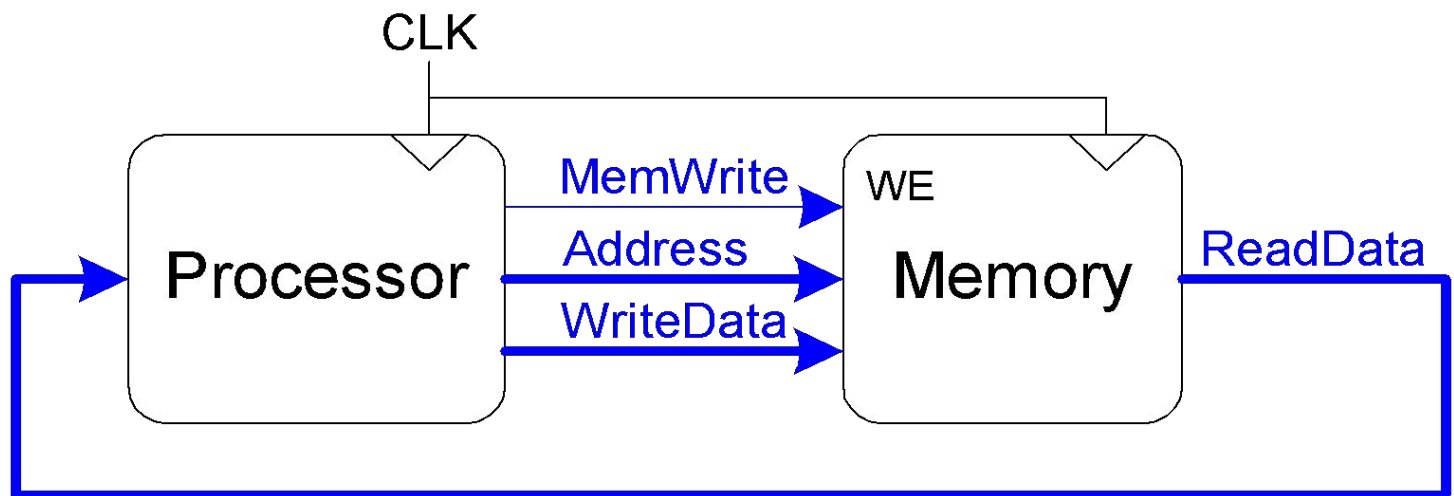 CLK
MemWrite
WE
Address
Processor
Memory
ReadData
WriteData